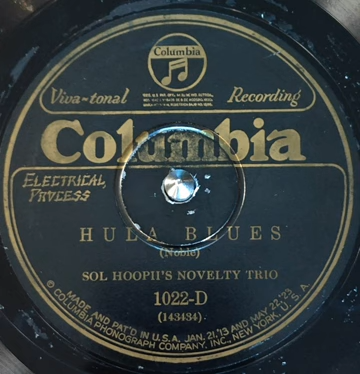 Columbia
Viva-tonal Recording
Columbia
ELECTRICAL
PROCESS
HULA BLUES
(Noble)
SOL HOOPII'S NOVELTY TRIO
1022-D
(143434)
MADE AND PAT'D IN U.S.A. JAN. 21,'13 AND MAY 22,'23
© COLUMBIA PHONOGRAPH COMPANY, INC., NEW YORK, U.S.A.